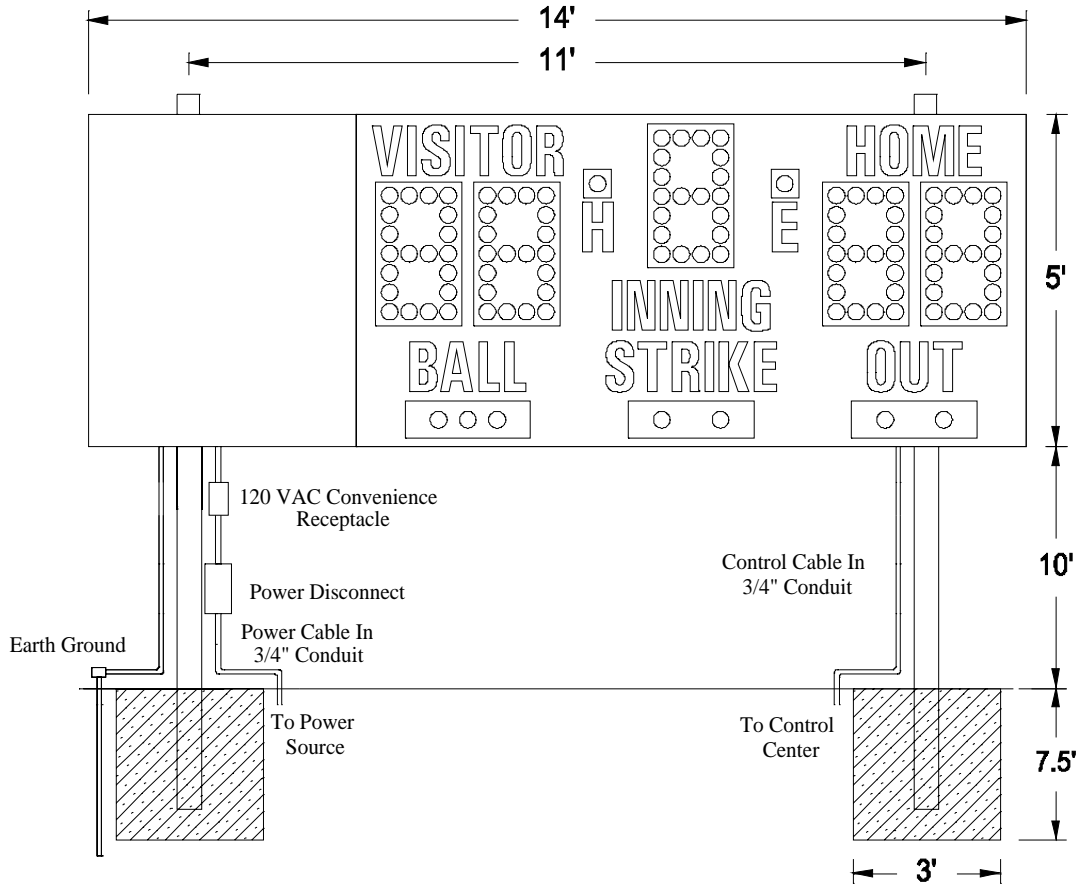 14'
11'
VISITOR
HOME
H
E
INNING
BALL
STRIKE
OUT
5'
120 VAC Convenience
Receptacle
Power Disconnect
Control Cable In
3/4" Conduit
10'
Earth Ground
Power Cable In
3/4" Conduit
To Power
Source
To Control
Center
7.5'
3'